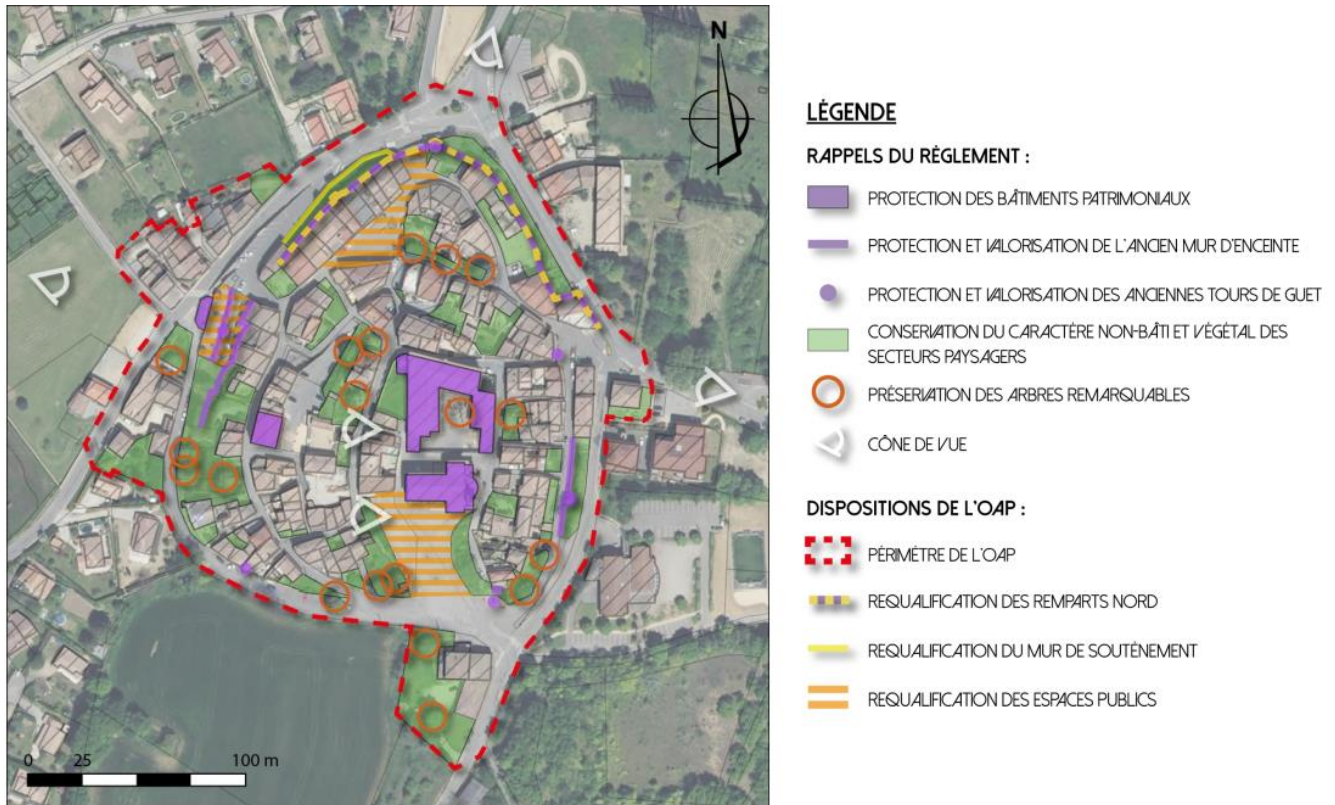 N
0 25 100 m
LÉGENDE
RAPPELS DU RÈGLEMENT :
PROTECTION DES BÂTIMENTS PATRIMONIAUX
PROTECTION ET VALORISATION DE L'ANCIEN MUR D'ENCEINTE
PROTECTION ET VALORISATION DES ANCIENNES TOURS DE GUET
CONSERVATION DU CARACTÈRE NON-BÂTI ET VÉGÉTAL DES
SECTEURS PAYSAGERS
PRÉSERVATION DES ARBRES REMARQUABLES
CÔNE DE VUE
DISPOSITIONS DE L'OAP :
PÉRIMÈTRE DE L'OAP
REQUALIFICATION DES REMPARTS NORD
REQUALIFICATION DU MUR DE SOUTÈNEMENT
REQUALIFICATION DES ESPACES PUBLICS